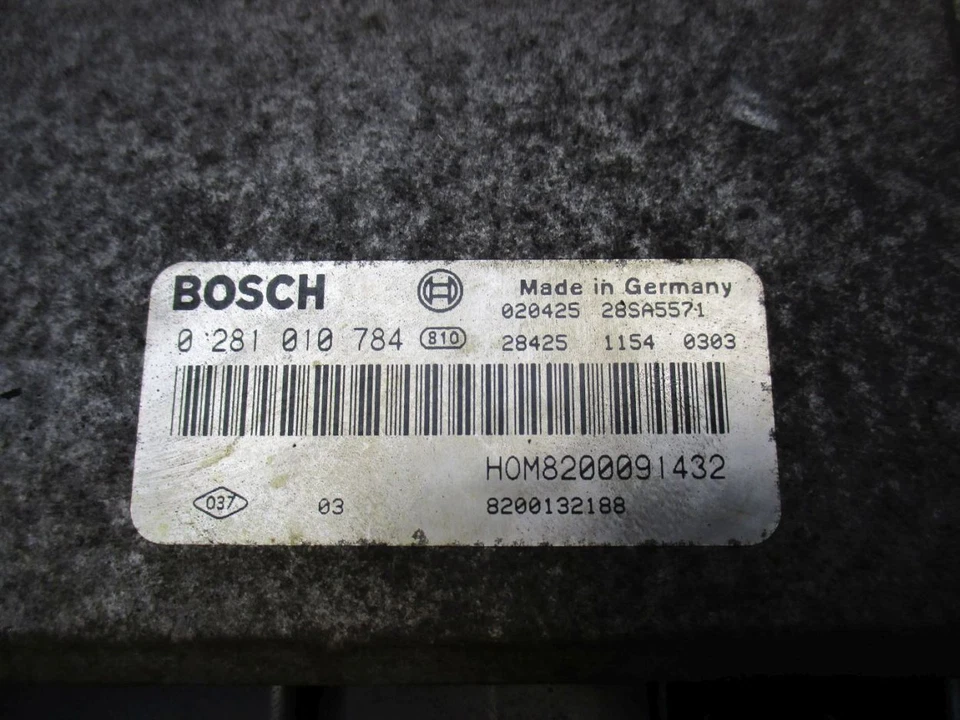 BOSCH
Made in Germany
020425 28SA5571
0 281 010 784 810
28425 1154 0303
HOM8200091432
037 03 8200132188